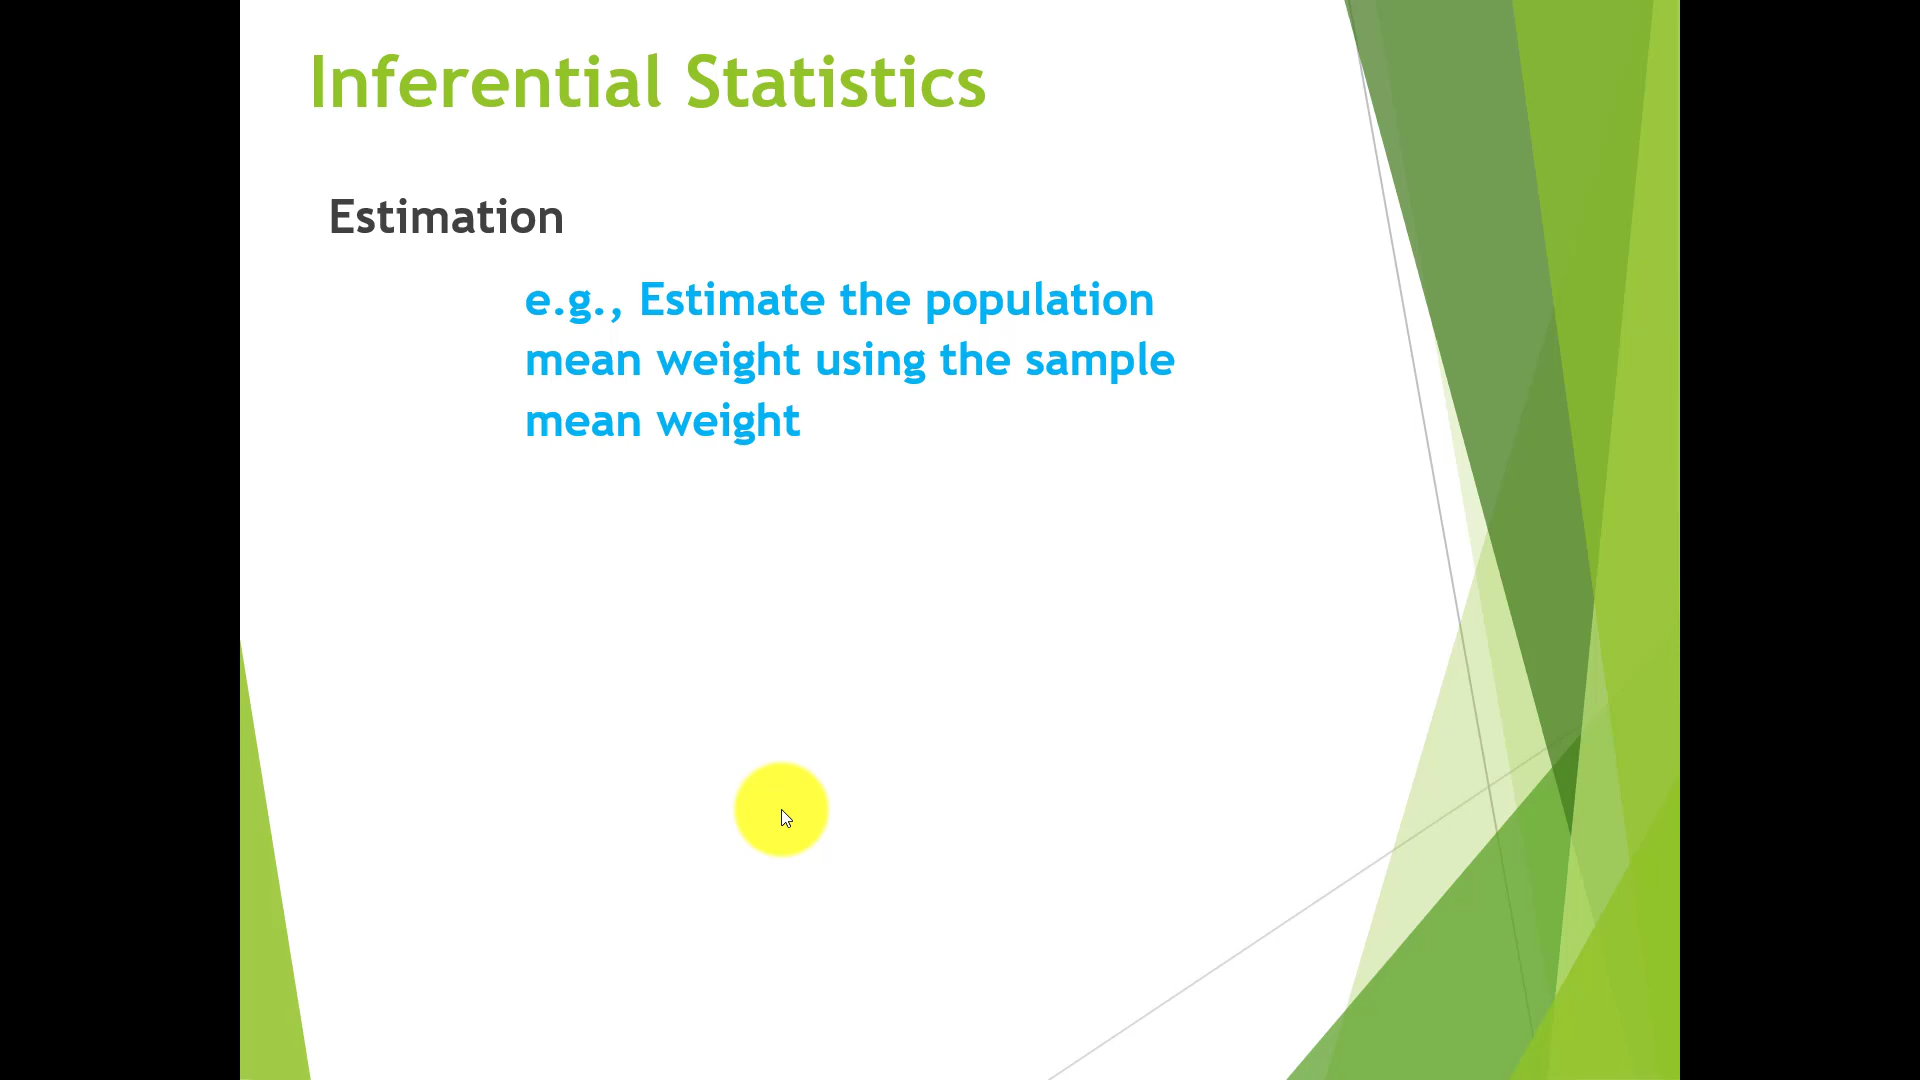 Inferential Statistics
Estimation
e.g., Estimate the population
mean weight using the sample
mean weight